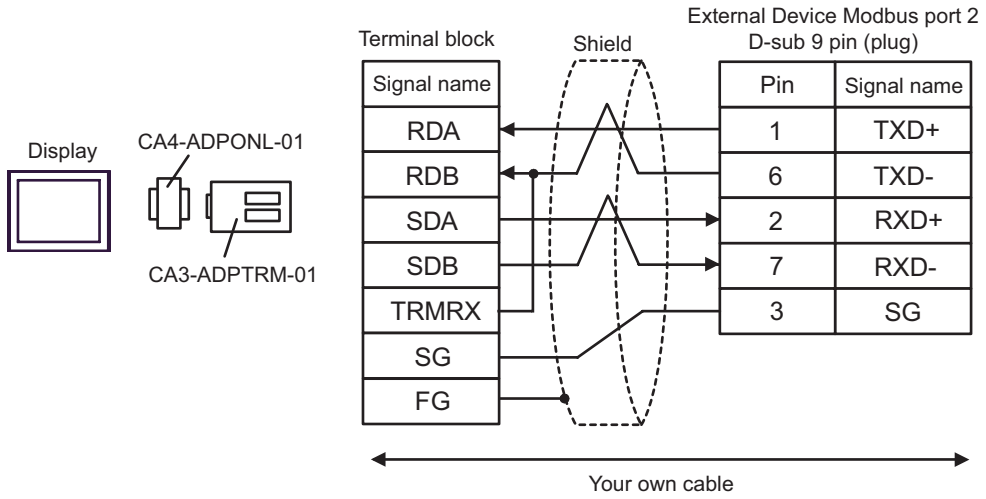 External Device Modbus port 2
D-sub 9 pin (plug)
Terminal block
Shield
Signal name
Pin Signal name
RDA 1 TXD+
RDB 6 TXD-
SDA 2 RXD+
SDB 7 RXD-
TRMRX 3 SG
SG
FG
Display
CA4-ADPONL-01
CA3-ADPTRM-01
Your own cable